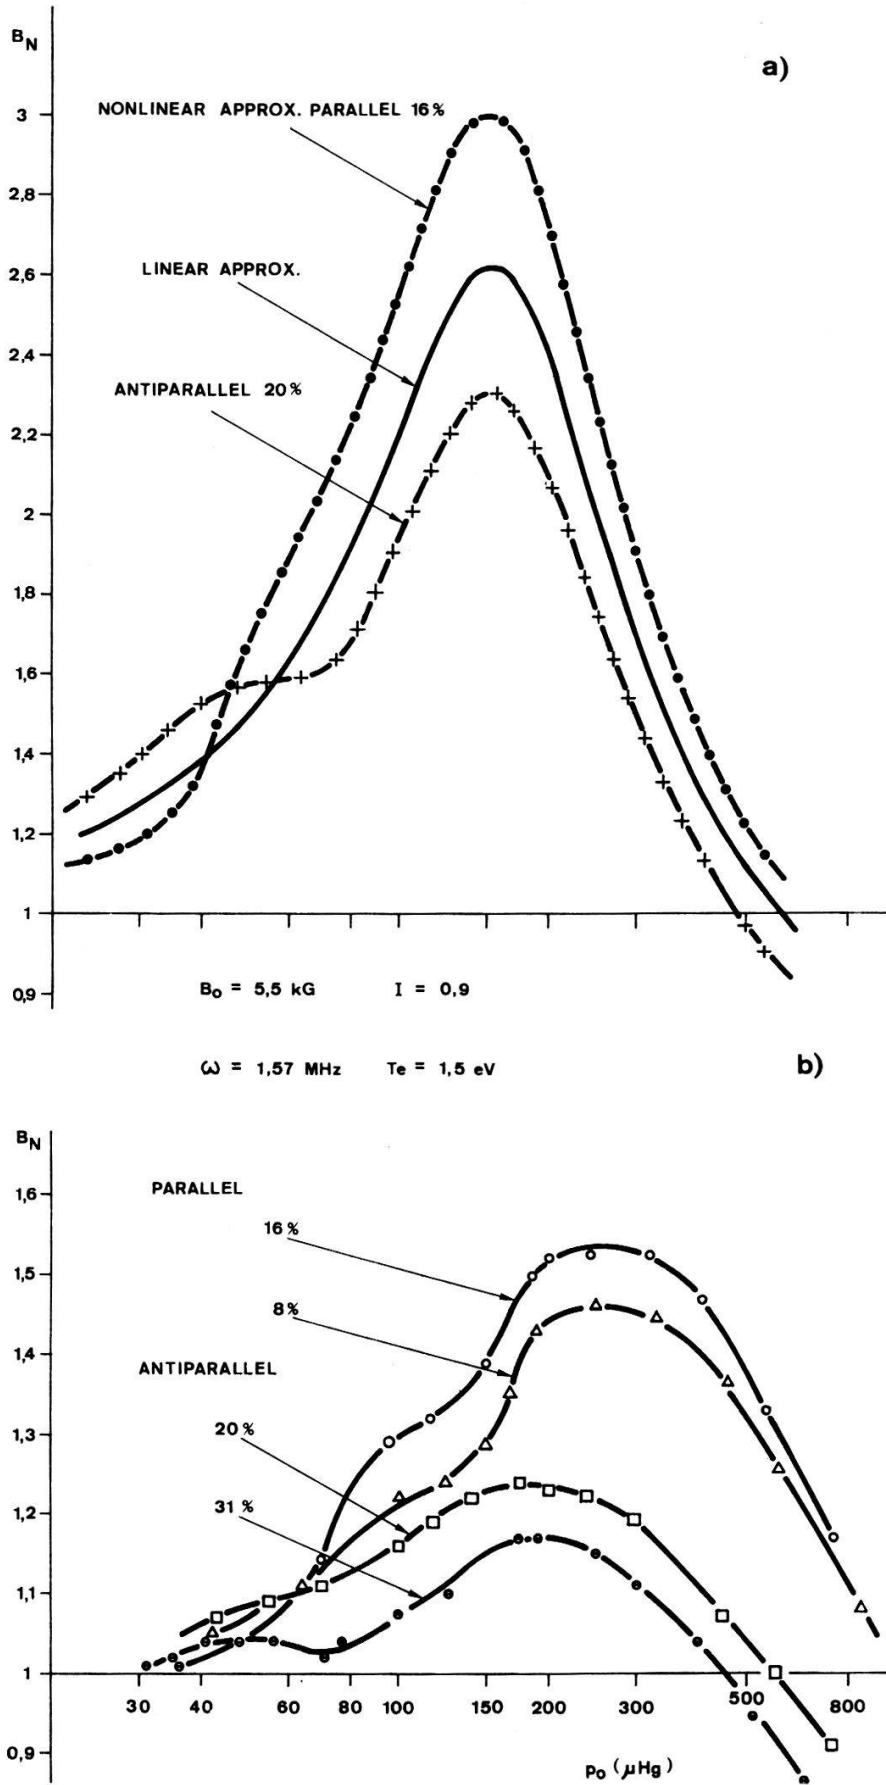 B_N
a)
3
NONLINEAR APPROX. PARALLEL 16%
2,8
LINEAR APPROX.
2,6
2,4
ANTIPARALLEL 20%
2,2
2
1,8
1,6
1,4
1,2
1
0,9
B₀ = 5,5 kG I = 0,9
ω = 1,57 MHz Te = 1,5 eV
b)
B_N
PARALLEL
1,6
16%
1,5
8%
1,4
ANTIPARALLEL
20%
1,3
31%
1,2
1,1
1
30 40 60 80 100 150 200 300 500 800
0,9
p₀ (μHg)